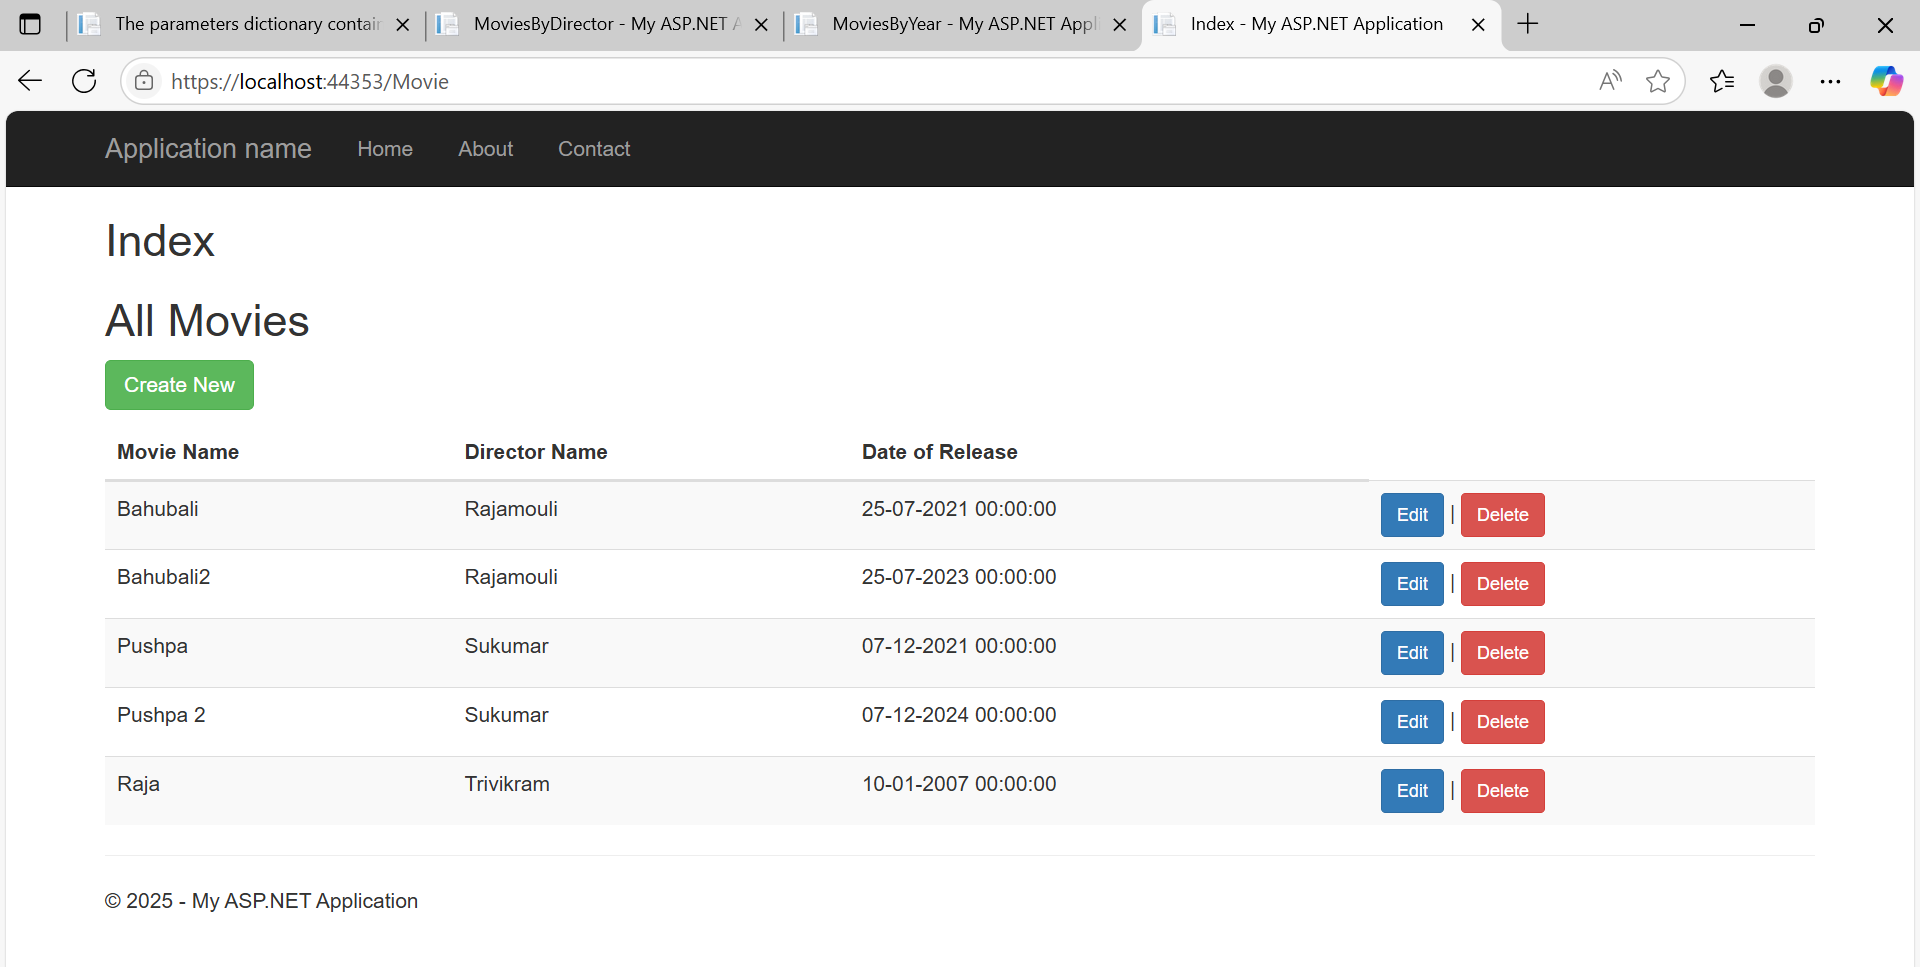 The parameters dictionary contain
MoviesByDirector - My ASP.NET A
MoviesByYear - My ASP.NET Appli
Index - My ASP.NET Application
https://localhost:44353/Movie
Application name Home About Contact
Index
All Movies
Create New
Movie Name Director Name Date of Release
Bahubali Rajamouli 25-07-2021 00:00:00 Edit | Delete
Bahubali2 Rajamouli 25-07-2023 00:00:00 Edit | Delete
Pushpa Sukumar 07-12-2021 00:00:00 Edit | Delete
Pushpa 2 Sukumar 07-12-2024 00:00:00 Edit | Delete
Raja Trivikram 10-01-2007 00:00:00 Edit | Delete
© 2025 - My ASP.NET Application